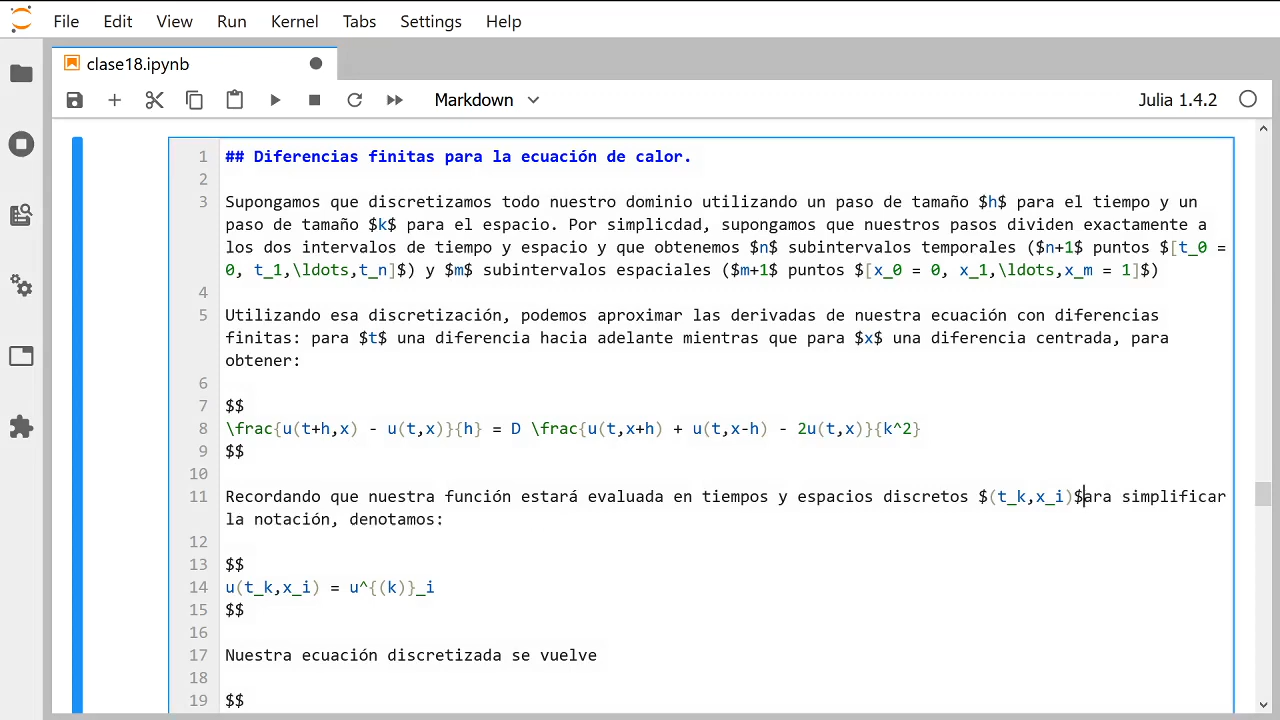 File Edit View Run Kernel Tabs Settings Help
clase18.ipynb
Markdown
Julia 1.4.2
1 ## Diferencias finitas para la ecuación de calor.
2
3 Supongamos que discretizamos todo nuestro dominio utilizando un paso de tamaño $h$ para el tiempo y un
paso de tamaño $k$ para el espacio. Por simplicdad, supongamos que nuestros pasos dividen exactamente a
los dos intervalos de tiempo y espacio y que obtenemos $n$ subintervalos temporales ($n+1$ puntos $[t_0 =
0, t_1,\ldots,t_n]$) y $m$ subintervalos espaciales ($m+1$ puntos $[x_0 = 0, x_1,\ldots,x_m = 1]$)
4
5 Utilizando esa discretización, podemos aproximar las derivadas de nuestra ecuación con diferencias
finitas: para $t$ una diferencia hacia adelante mientras que para $x$ una diferencia centrada, para
obtener:
6
7 $$
8 \frac{u(t+h,x) - u(t,x)}{h} = D \frac{u(t,x+h) + u(t,x-h) - 2u(t,x)}{k^2}
9 $$
10
11 Recordando que nuestra función estará evaluada en tiempos y espacios discretos $(t_k,x_i)$ara simplificar
la notación, denotamos:
12
13 $$
14 u(t_k,x_i) = u^{(k)}_i
15 $$
16
17 Nuestra ecuación discretizada se vuelve
18
19 $$